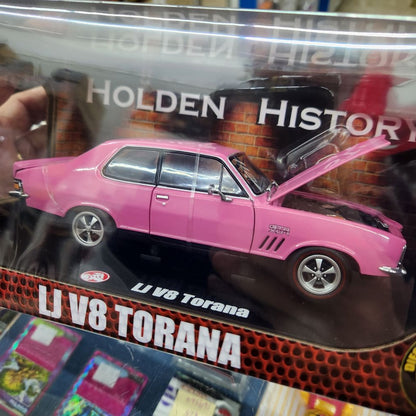 HOLDEN HISTORY
LJ V8 Torana
LJ V8 TORANA